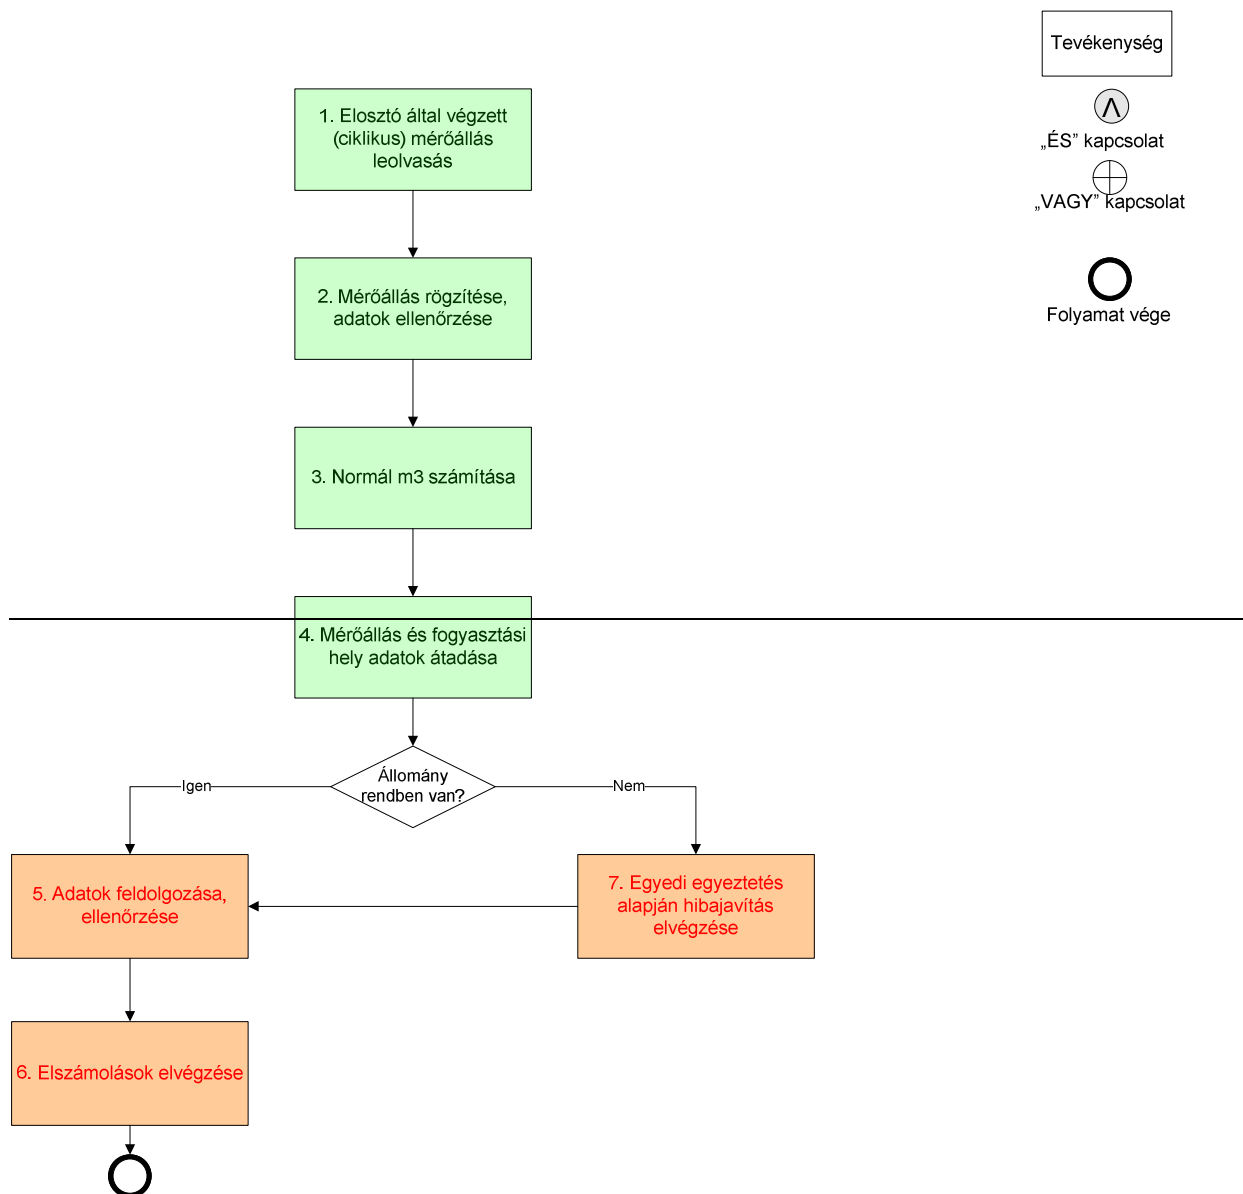 Tevékenység
Λ
„ÉS” kapcsolat
„VAGY” kapcsolat
Folyamat vége
1. Elosztó által végzett
(ciklikus) mérőállás
leolvasás
2. Mérőállás rögzítése,
adatok ellenőrzése
3. Normál m3 számítása
4. Mérőállás és fogyasztási
hely adatok átadása
Állomány
rendben van?
Igen
Nem
5. Adatok feldolgozása,
ellenőrzése
7. Egyedi egyeztetés
alapján hibajavítás
elvégzése
6. Elszámolások elvégzése